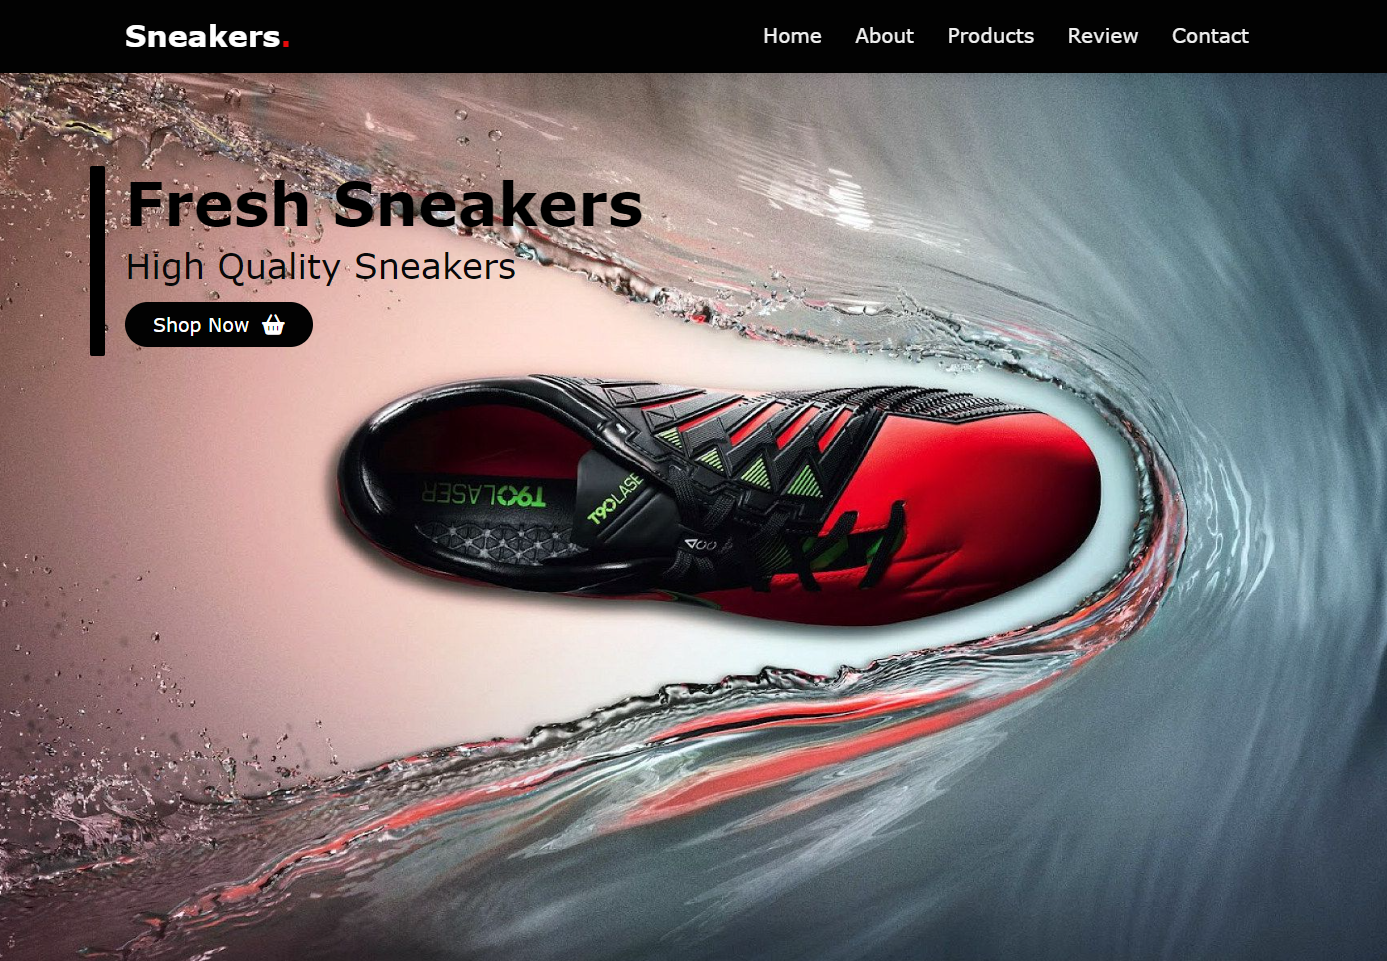 Sneakers.
Home About Products Review Contact
Fresh Sneakers
High Quality Sneakers
Shop Now
T90LASER
T90LASE